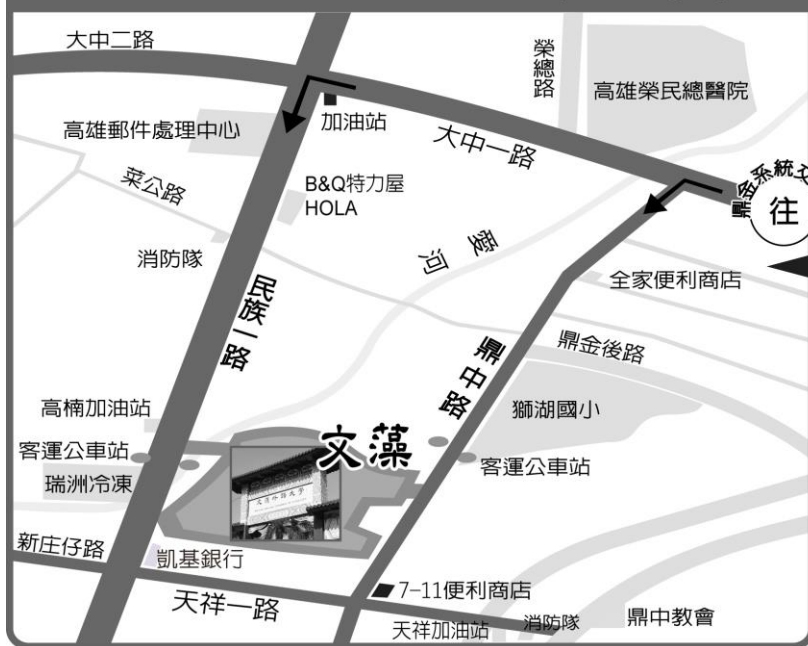 大中二路
榮總路
高雄榮民總醫院
加油站
高雄郵件處理中心
大中一路
鼎金系統交
往
菜公路
B&Q特力屋
HOLA
愛河
消防隊
全家便利商店
民族一路
鼎金後路
鼎中路
高楠加油站
獅湖國小
文藻
客運公車站
客運公車站
瑞洲冷凍
新庄仔路
凱基銀行
7-11便利商店
天祥一路
天祥加油站
消防隊
鼎中教會